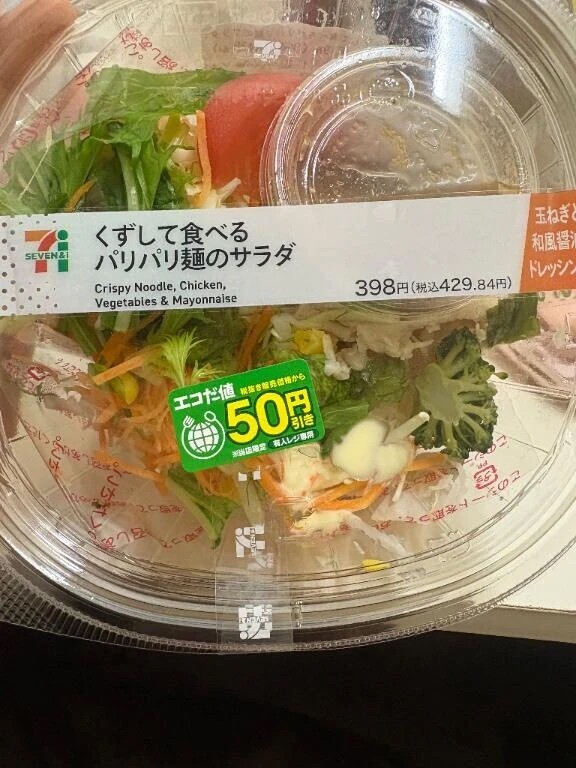 SEVEN&i
くずして食べる
パリパリ麺のサラダ
Crispy Noodle, Chicken,
Vegetables & Mayonnaise
398円(税込429.84円)
玉ねぎと
和風醤油
ドレッシン
エコだ値
税抜き販売価格から
50円
引き
※当店限定 有人レジ専用